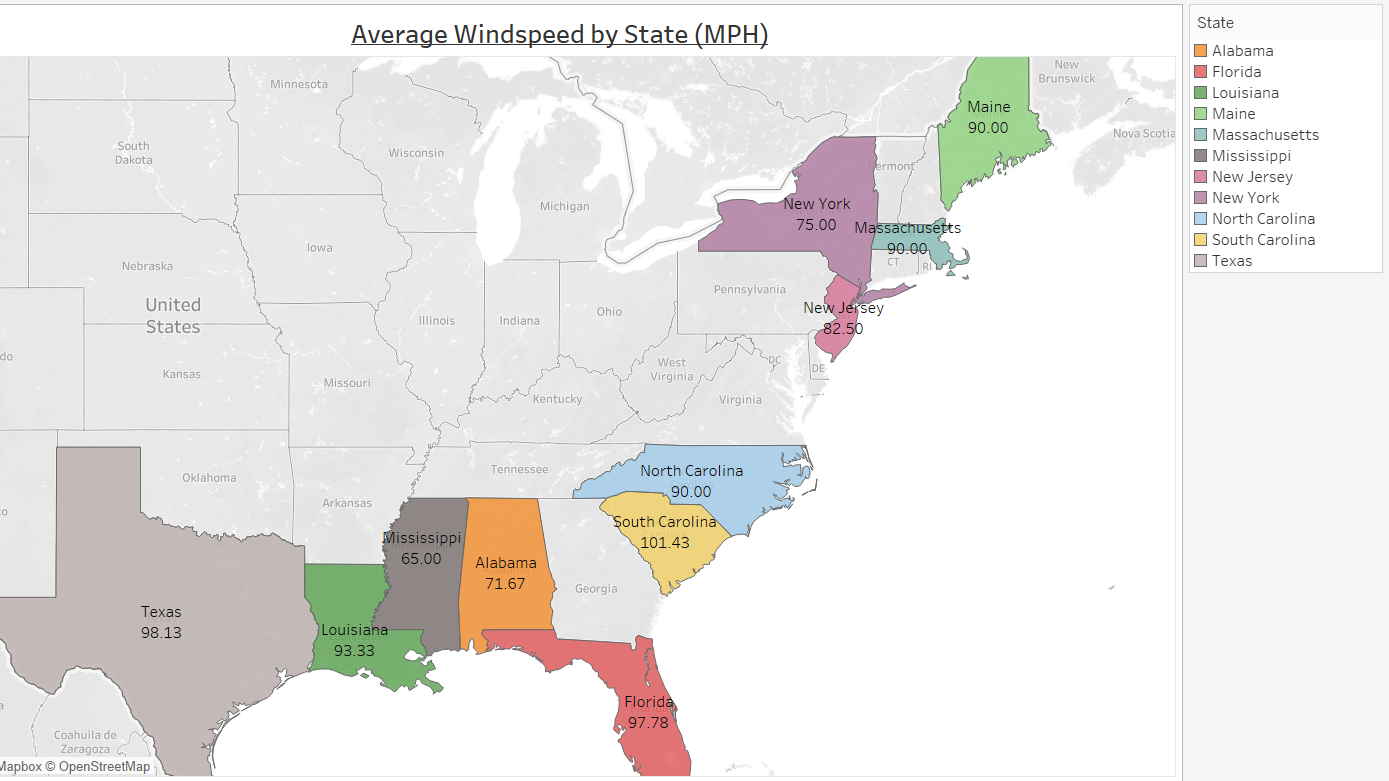 Average Windspeed by State (MPH)
State
Alabama
Florida
Louisiana
Maine
Massachusetts
Mississippi
New Jersey
New York
North Carolina
South Carolina
Texas
Minnesota
New
Brunswick
Maine
90.00
Nova Scotia
South
Dakota
Wisconsin
Vermont
Michigan
New York
75.00
Massachusetts
90.00
Iowa
CT
RI
Nebraska
Pennsylvania
United
States
New Jersey
82.50
Illinois
Indiana
Ohio
do
West
Virginia
DC
DE
Kansas
Missouri
Kentucky
Virginia
Oklahoma
Tennessee
North Carolina
90.00
Arkansas
co
South Carolina
101.43
Mississippi
65.00
Alabama
71.67
Georgia
Texas
98.13
Louisiana
93.33
Florida
97.78
a
Coahuila de
Zaragoza
Mapbox © OpenStreetMap